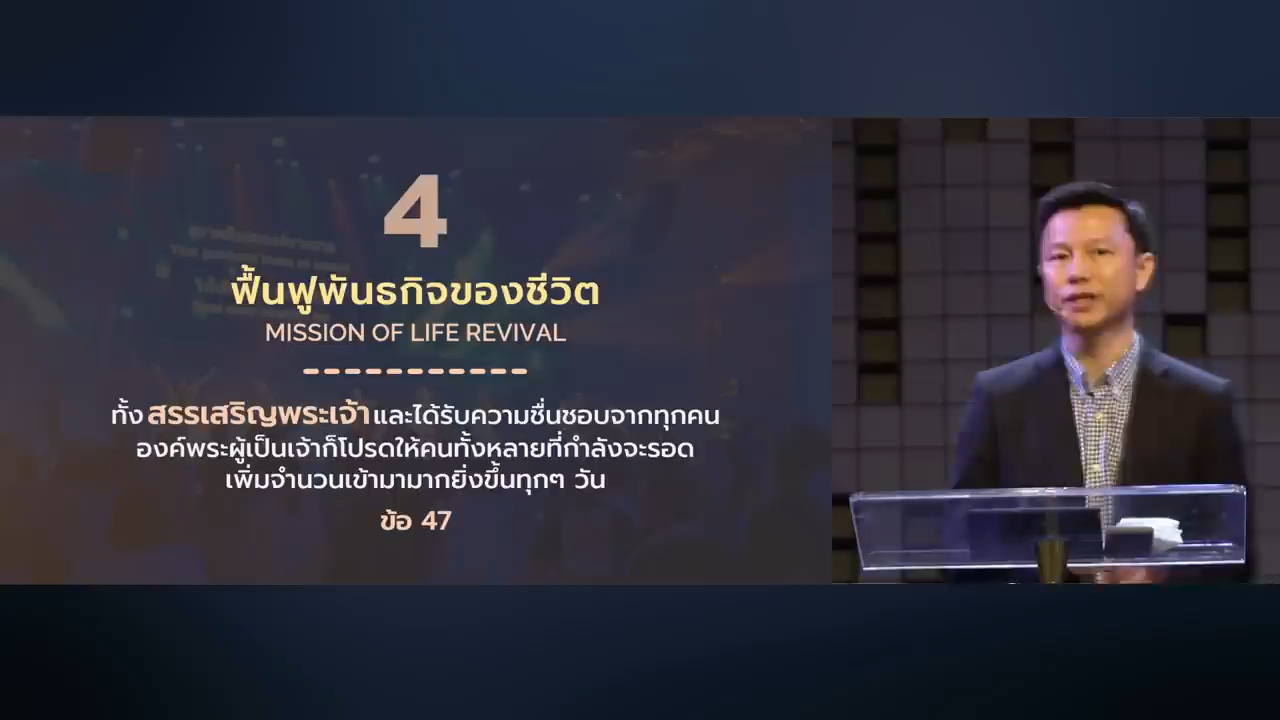 4
ฟื้นฟูพันธกิจของชีวิต
MISSION OF LIFE REVIVAL
ทั้ง สรรเสริญพระเจ้า และได้รับความชื่นชอบจากทุกคน
องค์พระผู้เป็นเจ้าก็โปรดให้คนทั้งหลายที่กำลังจะรอด
เพิ่มจำนวนเข้ามามากยิ่งขึ้นทุกๆ วัน
ข้อ 47